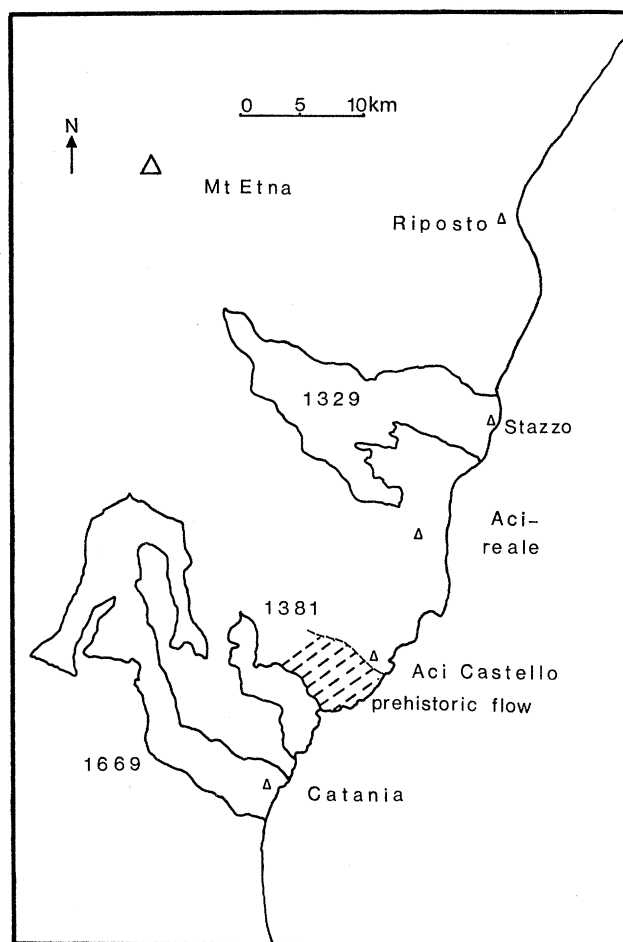 0 5 10km
N
Mt Etna
Riposto
1329
Stazzo
Aci-
reale
1381
Aci Castello
prehistoric flow
1669
Catania